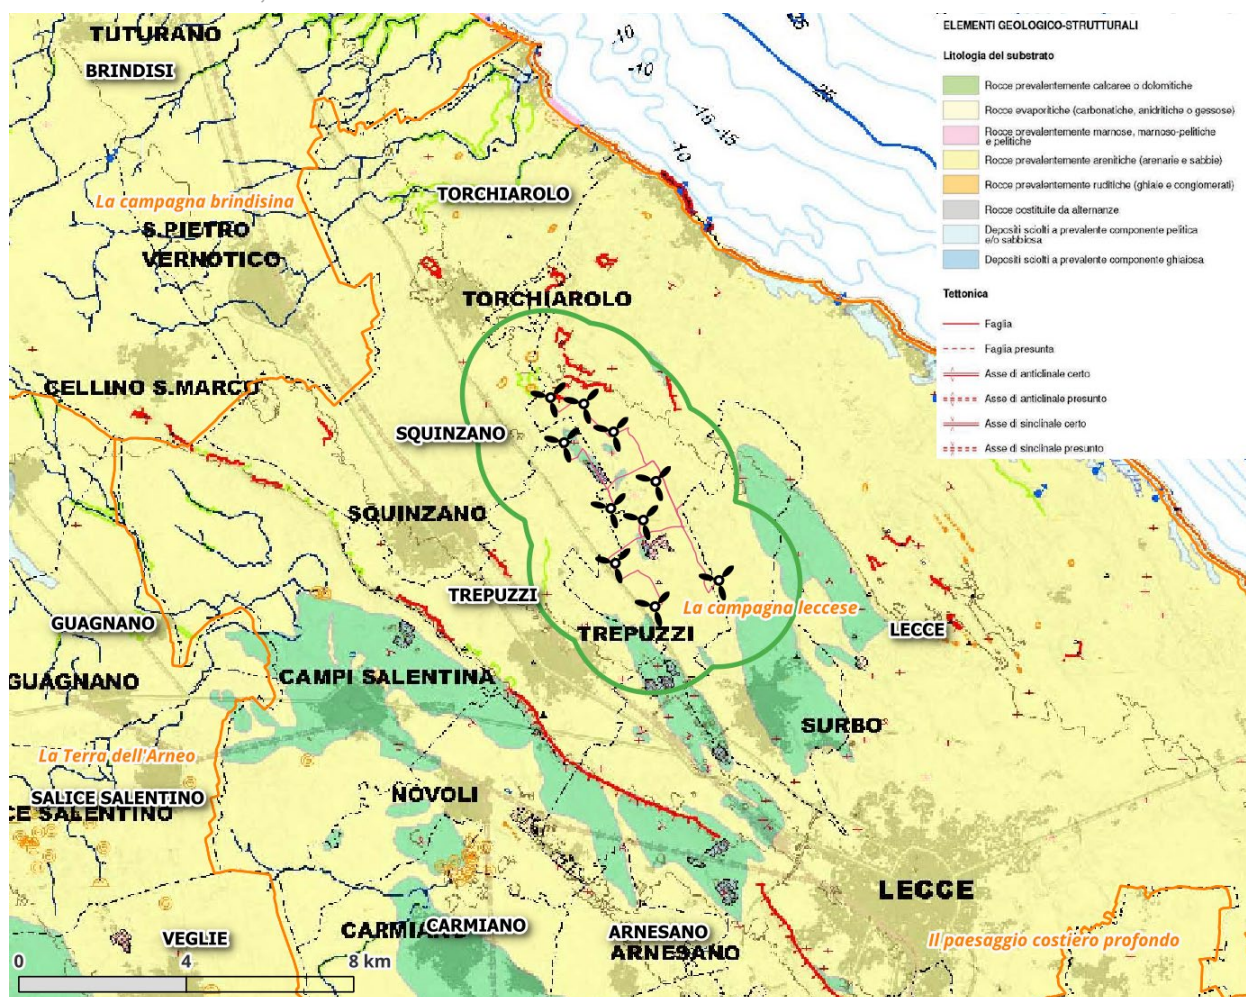 TUTURANO
BRINDISI
-10
-10
-15
-15
-10
-25
La campagna brindisina
TORCHIAROLO
S.PIETRO
VERNOTICO
TORCHIAROLO
CELLINO S.MARCO
SQUINZANO
SQUINZANO
TREPUZZI
GUAGNANO
La campagna leccese
LECCE
TREPUZZI
GUAGNANO
CAMPI SALENTINA
SURBO
La Terra dell'Arneo
SALICE SALENTINO
CE SALENTINO
NOVOLI
LECCE
VEGLIE
CARMIANO
ARNESANO
ARNESANO
Il paesaggio costiero profondo
0
4
8 km
ELEMENTI GEOLOGICO-STRUTTURALI
Litologia del substrato
Rocce prevalentemente calcaree o dolomitiche
Rocce evaporitiche (carbonatiche, anidritiche o gessose)
Rocce prevalentemente marnose, marnoso-pelitiche
e pelitiche
Rocce prevalentemente arenitiche (arenarie e sabbie)
Rocce prevalentemente ruditiche (ghiaie e conglomerati)
Rocce costituite da alternanze
Depositi sciolti a prevalente componente pelitica
e/o sabbiosa
Depositi sciolti a prevalente componente ghiaiosa
Tettonica
Faglia
Faglia presunta
Asse di anticlinale certo
Asse di anticlinale presunto
Asse di sinclinale certo
Asse di sinclinale presunto